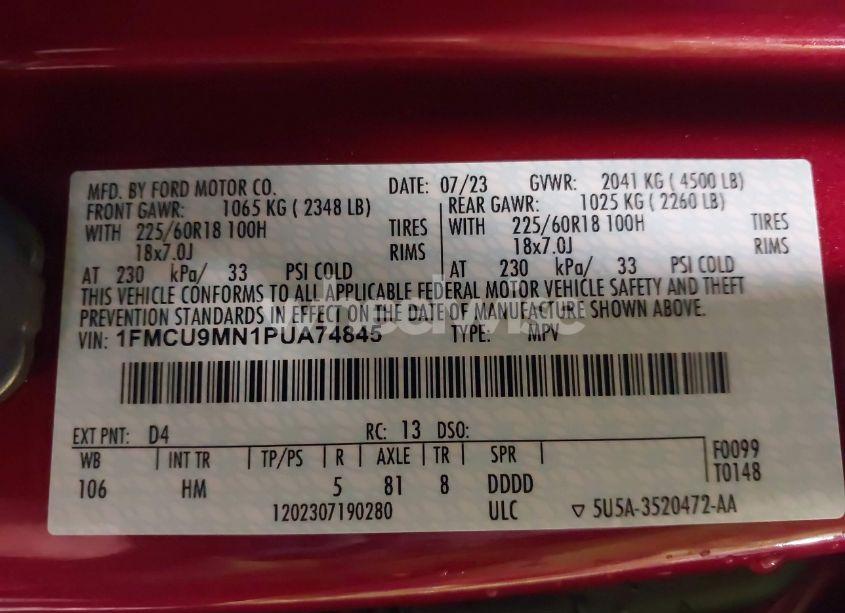 MFD. BY FORD MOTOR CO. DATE: 07/23 GVWR: 2041 KG ( 4500 LB)
FRONT GAWR: 1065 KG ( 2348 LB) REAR GAWR: 1025 KG ( 2260 LB)
WITH 225/60R18 100H TIRES WITH 225/60R18 100H TIRES
18x7.0J RIMS 18x7.0J RIMS
AT 230 kPa/ 33 PSI COLD AT 230 kPa/ 33 PSI COLD
THIS VEHICLE CONFORMS TO ALL APPLICABLE FEDERAL MOTOR VEHICLE SAFETY AND THEFT
PREVENTION STANDARDS IN EFFECT ON THE DATE OF MANUFACTURE SHOWN ABOVE.
VIN: 1FMCU9MN1PUA74845 TYPE: MPV
EXT PNT: D4 RC: 13 DSO:
WB INT TR TP/PS R AXLE TR SPR F0099
106 HM 5 81 8 DDDD T0148
1202307190280 ULC ▽ 5U5A-3520472-AA